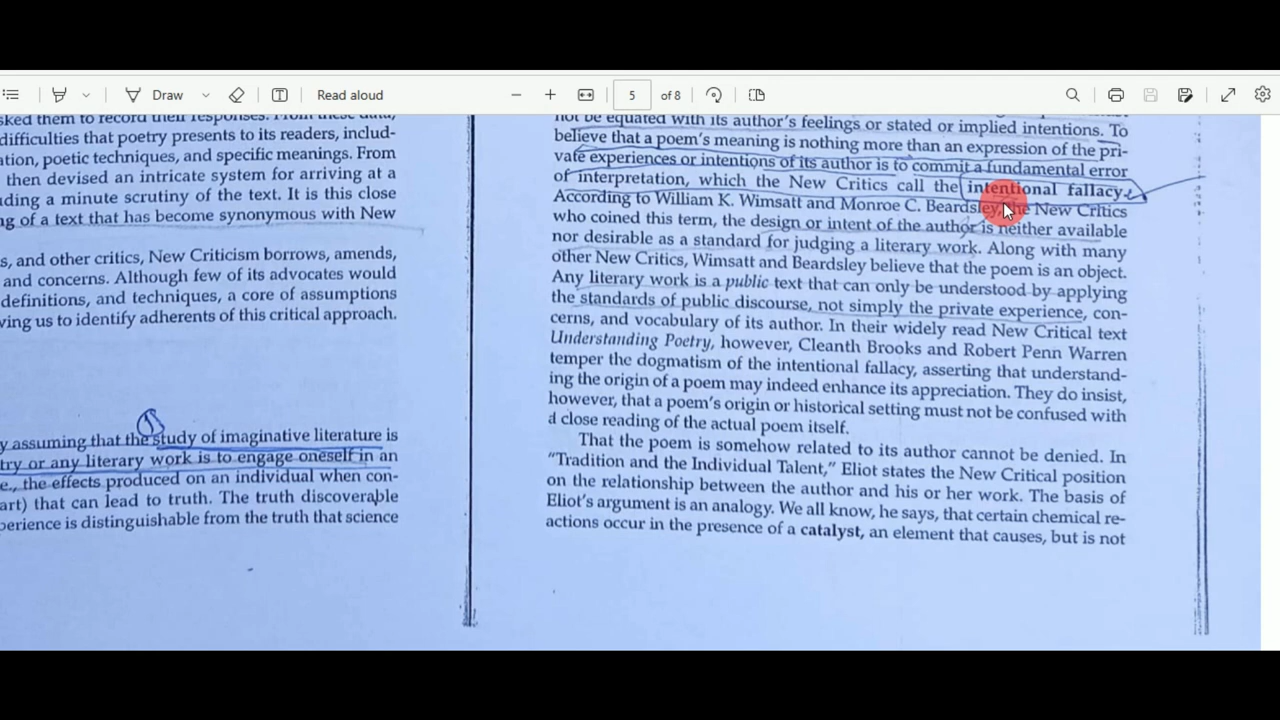 Draw
Read aloud
5
of 8
sked them to record their responses. From these data,
difficulties that poetry presents to its readers, includ-
ation, poetic techniques, and specific meanings. From
then devised an intricate system for arriving at a
uding a minute scrutiny of the text. It is this close
ng of a text that has become synonymous with New
s, and other critics, New Criticism borrows, amends,
and concerns. Although few of its advocates would
definitions, and techniques, a core of assumptions
ving us to identify adherents of this critical approach.
1
y assuming that the study of imaginative literature is
try or any literary work is to engage oneself in an
e., the effects produced on an individual when con-
art) that can lead to truth. The truth discoverable
perience is distinguishable from the truth that science
not be equated with its author's feelings or stated or implied intentions. To
believe that a poem's meaning is nothing more than an expression of the pri-
vate experiences or intentions of its author is to commit a fundamental error
of interpretation, which the New Critics call the intentional fallacy.
According to William K. Wimsatt and Monroe C. Beardsley, the New Critics
who coined this term, the design or intent of the author is neither available
nor desirable as a standard for judging a literary work. Along with many
other New Critics, Wimsatt and Beardsley believe that the poem is an object.
Any literary work is a public text that can only be understood by applying
the standards of public discourse, not simply the private experience, con-
cerns, and vocabulary of its author. In their widely read New Critical text
Understanding Poetry, however, Cleanth Brooks and Robert Penn Warren
temper the dogmatism of the intentional fallacy, asserting that understand-
ing the origin of a poem may indeed enhance its appreciation. They do insist,
however, that a poem's origin or historical setting must not be confused with
a close reading of the actual poem itself.
That the poem is somehow related to its author cannot be denied. In
"Tradition and the Individual Talent," Eliot states the New Critical position
on the relationship between the author and his or her work. The basis of
Eliot's argument is an analogy. We all know, he says, that certain chemical re-
actions occur in the presence of a catalyst, an element that causes, but is not